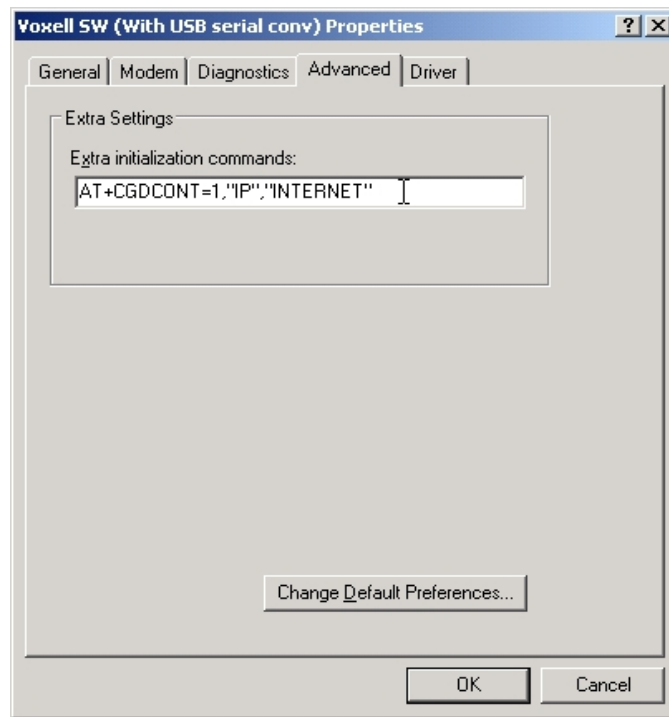 Voxell SW (With USB serial conv) Properties
General Modem Diagnostics Advanced Driver
Extra Settings
Extra initialization commands:
AT+CGDCONT=1,"IP","INTERNET"
Change Default Preferences...
OK Cancel